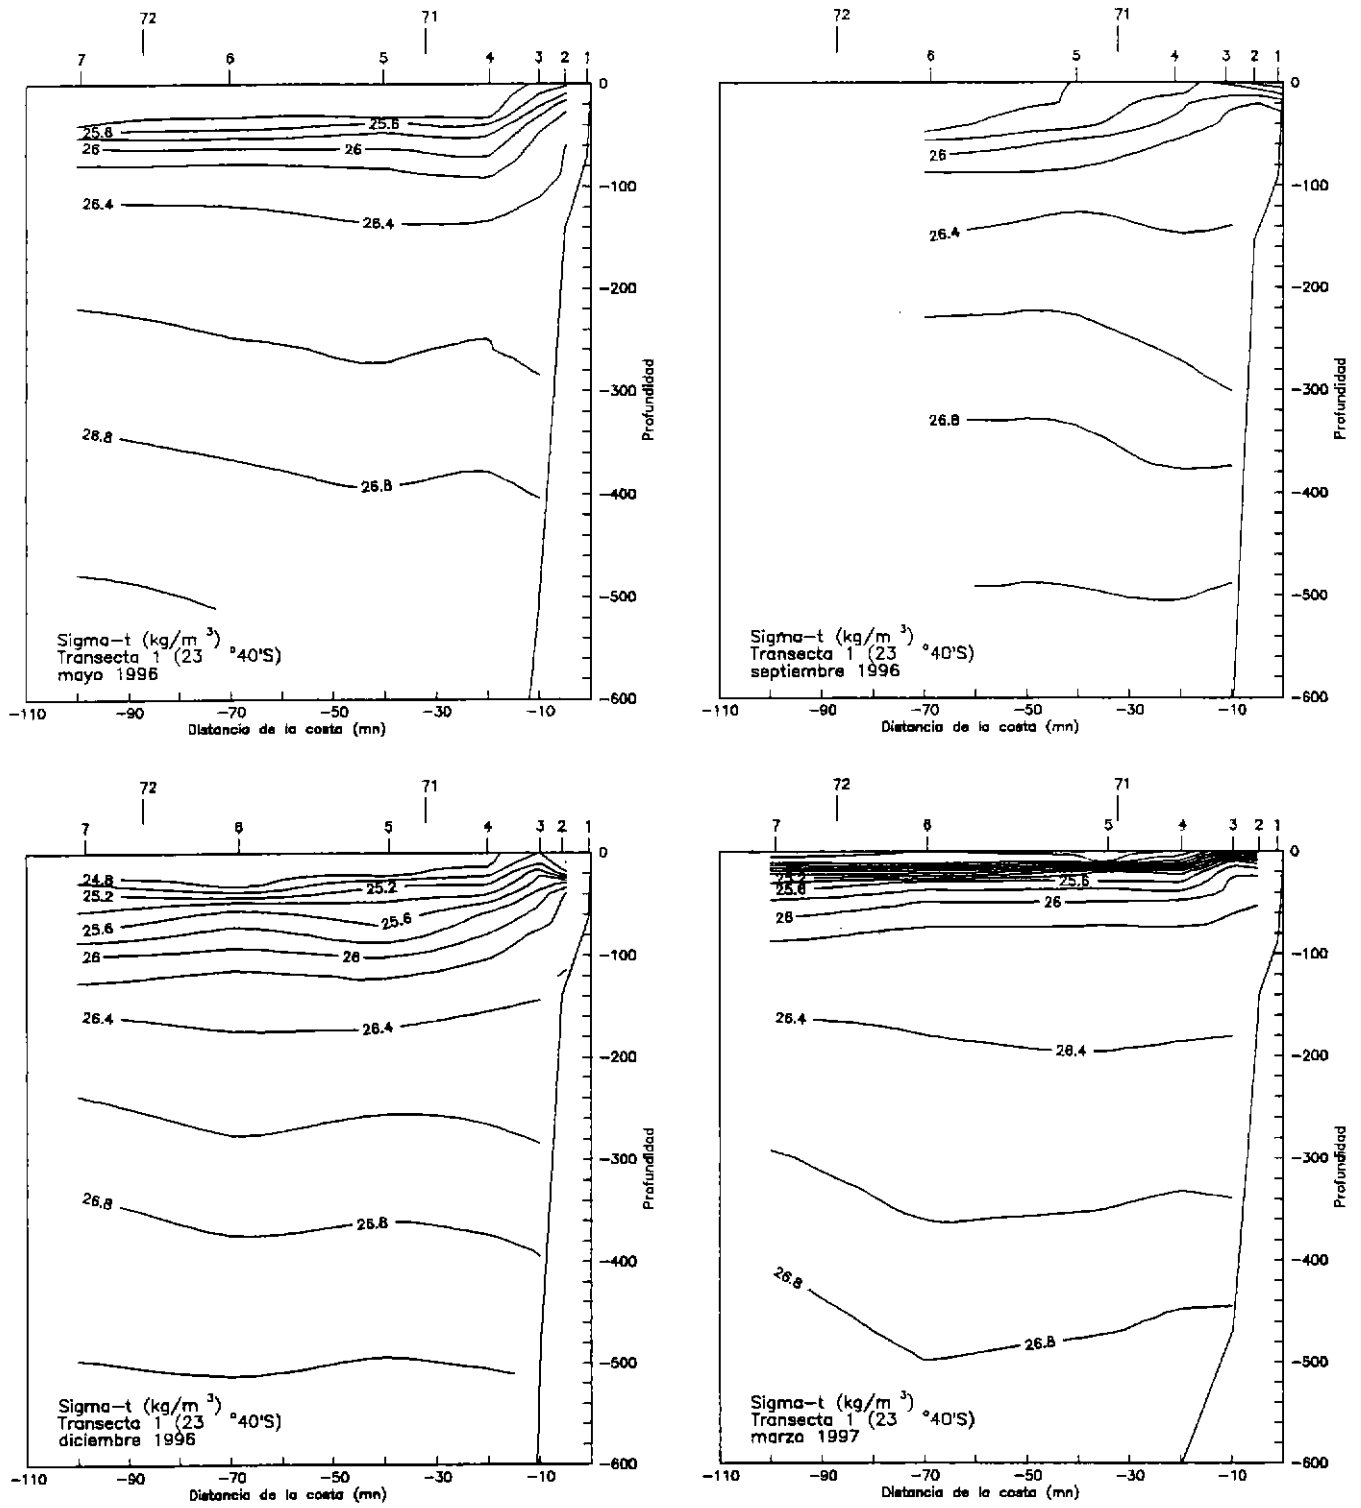 72 71
7 6 5 4 3 2 1
0
25.6
25.8
26 26
-100
26.4 26.4
-200
-300
Profundidad
26.8 26.8
-400
-500
Sigma-t (kg/m 3)
Transecta 1 (23 °40'S)
mayo 1996
-600
-110 -90 -70 -50 -30 -10
Distancia de la costa (mn)
72 71
6 5 4 3 2 1
0
26
-100
26.4
-200
-300
Profundidad
26.8
-400
-500
Sigma-t (kg/m 3)
Transecta 1 (23 °40'S)
septiembre 1996
-600
-110 -90 -70 -50 -30 -10
Distancia de la costa (mn)
72 71
7 6 5 4 3 2 1
0
24.8
25.2 25.2
25.6 25.6
26 26
-100
26.4 26.4
-200
-300
Profundidad
26.8 26.8
-400
-500
Sigma-t (kg/m 3)
Transecta 1 (23 °40'S)
diciembre 1996
-600
-110 -90 -70 -50 -30 -10
Distancia de la costa (mn)
72 71
7 6 5 4 3 2 1
0
25.2
25.6 25.6
26 26
-100
26.4 26.4
-200
-300
Profundidad
26.8 26.8
-400
-500
Sigma-t (kg/m 3)
Transecta 1 (23 °40'S)
marzo 1997
-600
-110 -90 -70 -50 -30 -10
Distancia de la costa (mn)